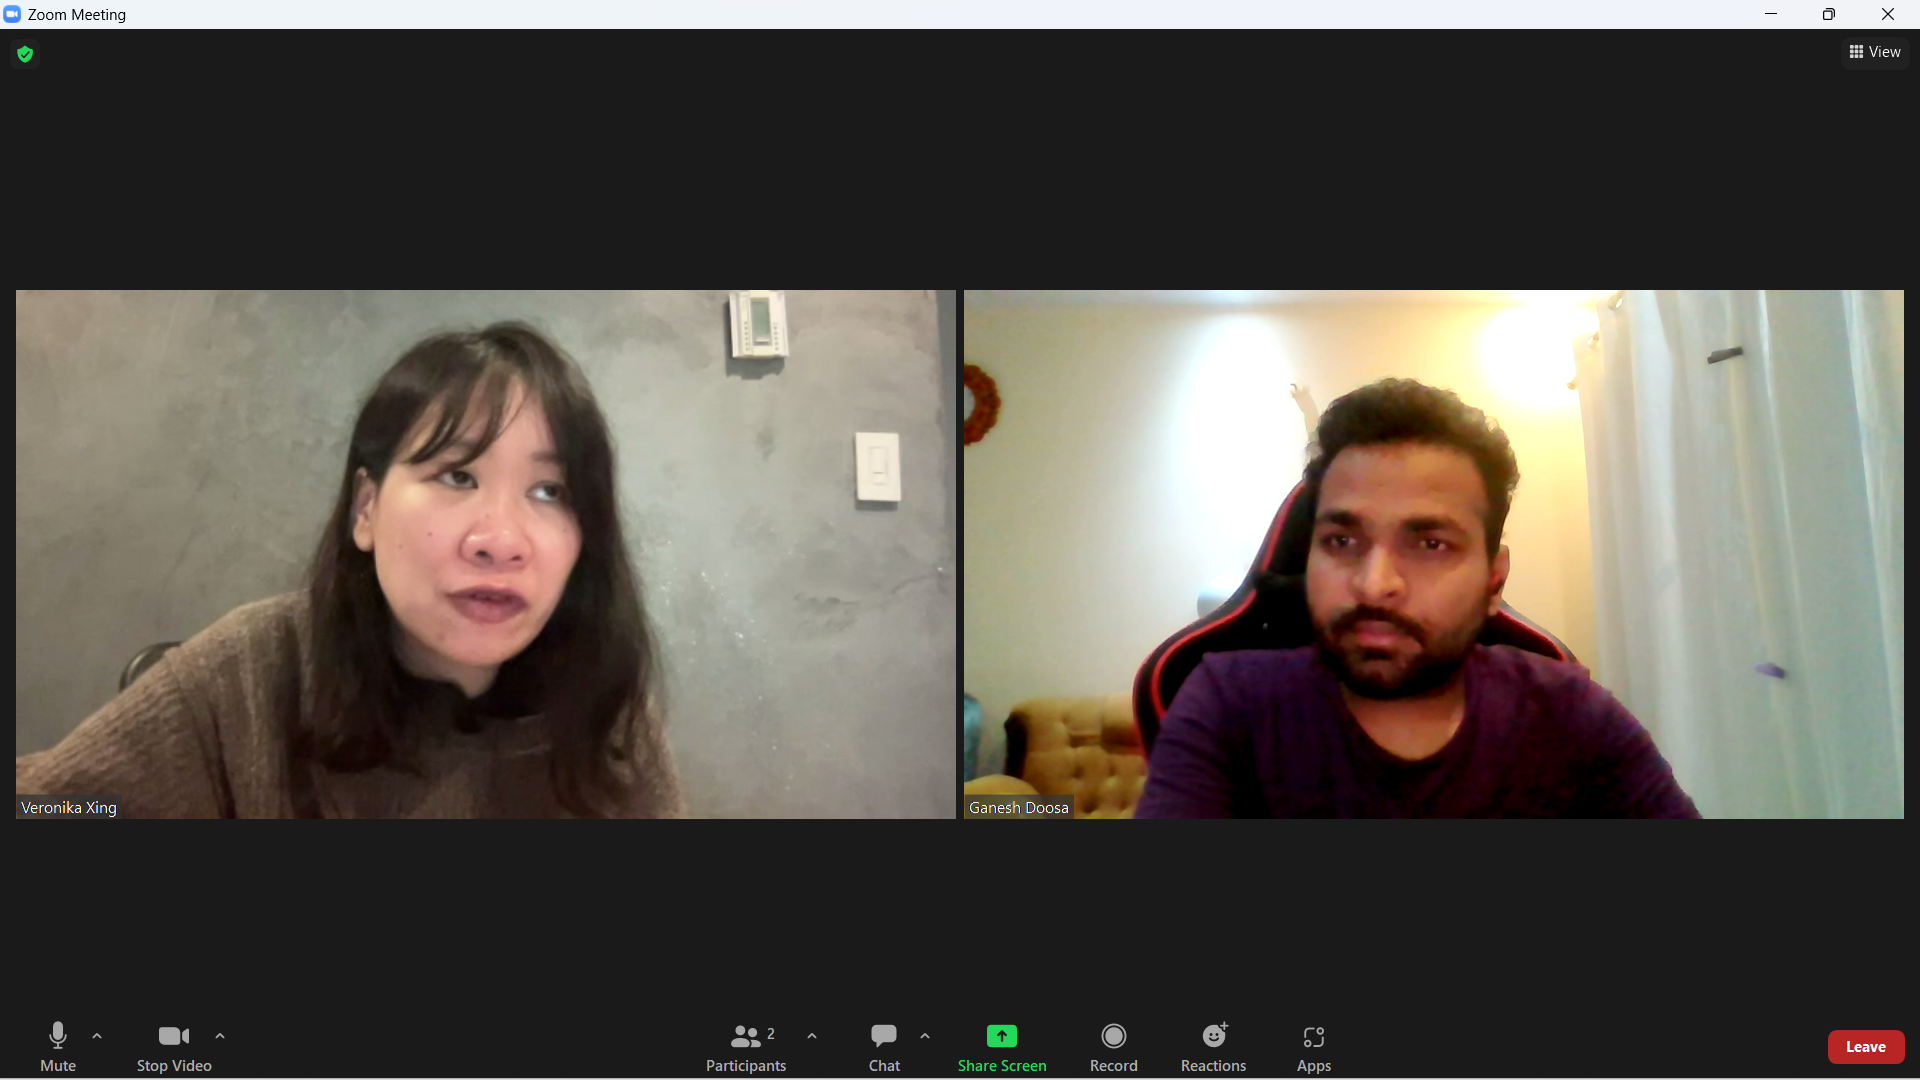 Zoom Meeting
View
Veronika Xing
Ganesh Doosa
Mute
Stop Video
2
Participants
Chat
Share Screen
Record
Reactions
Apps
Leave